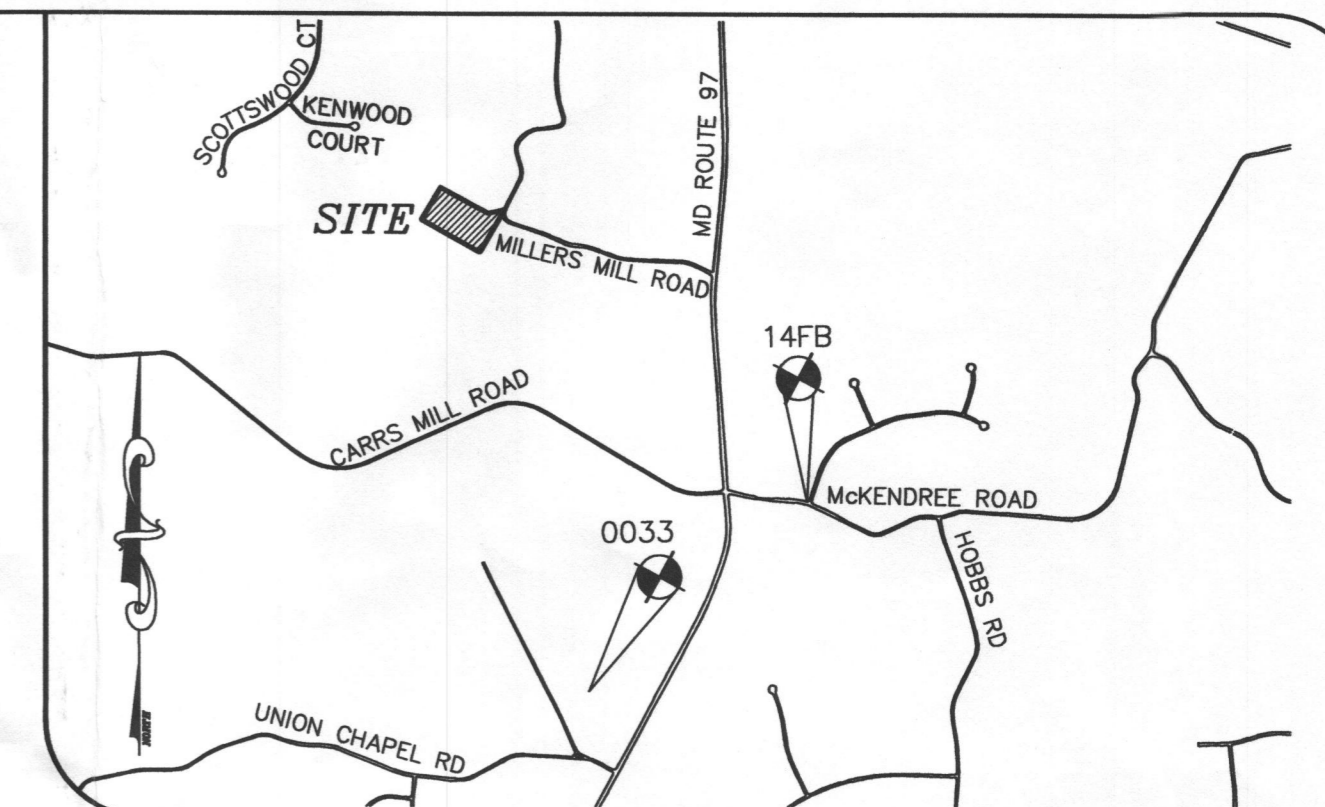 SCOTTSWOOD CT
KENWOOD
COURT
MD ROUTE 97
SITE
MILLERS MILL ROAD
14FB
CARRS MILL ROAD
McKENDREE ROAD
0033
HOBBS RD
UNION CHAPEL RD
NORTH